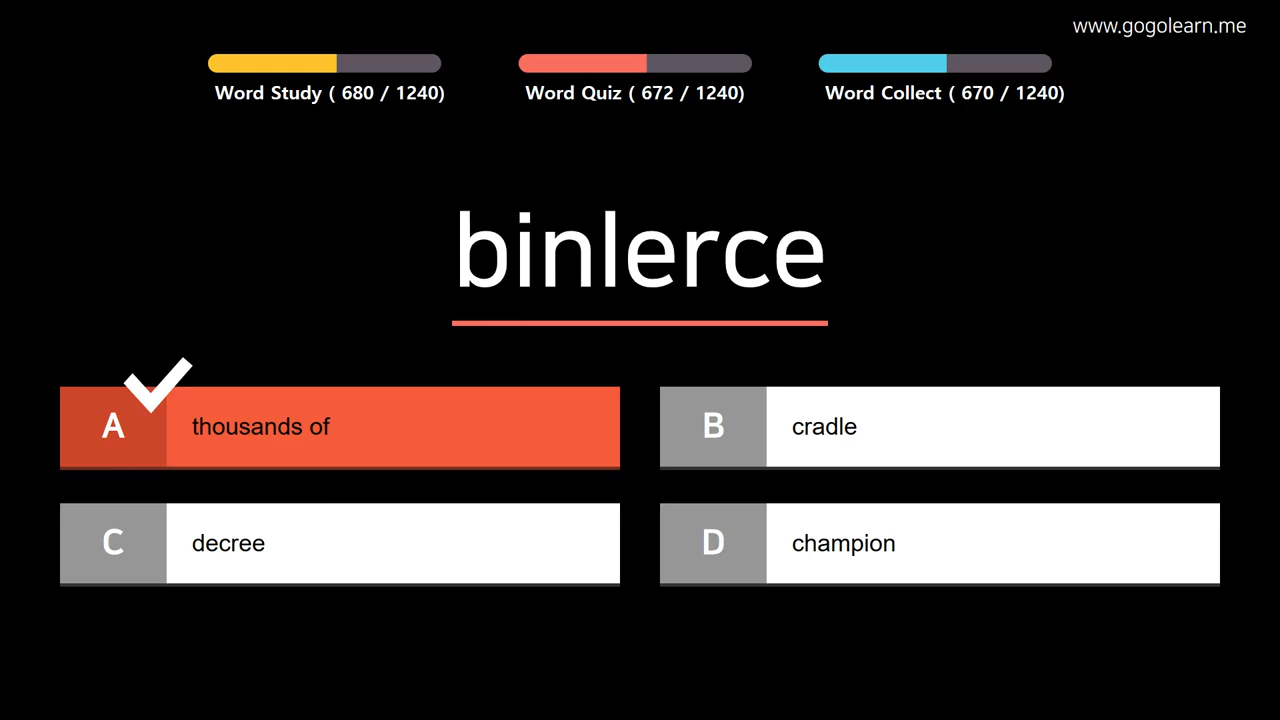 www.gogolearn.me
Word Study ( 680 / 1240)
Word Quiz ( 672 / 1240)
Word Collect ( 670 / 1240)
binlerce
A thousands of
B cradle
C decree
D champion